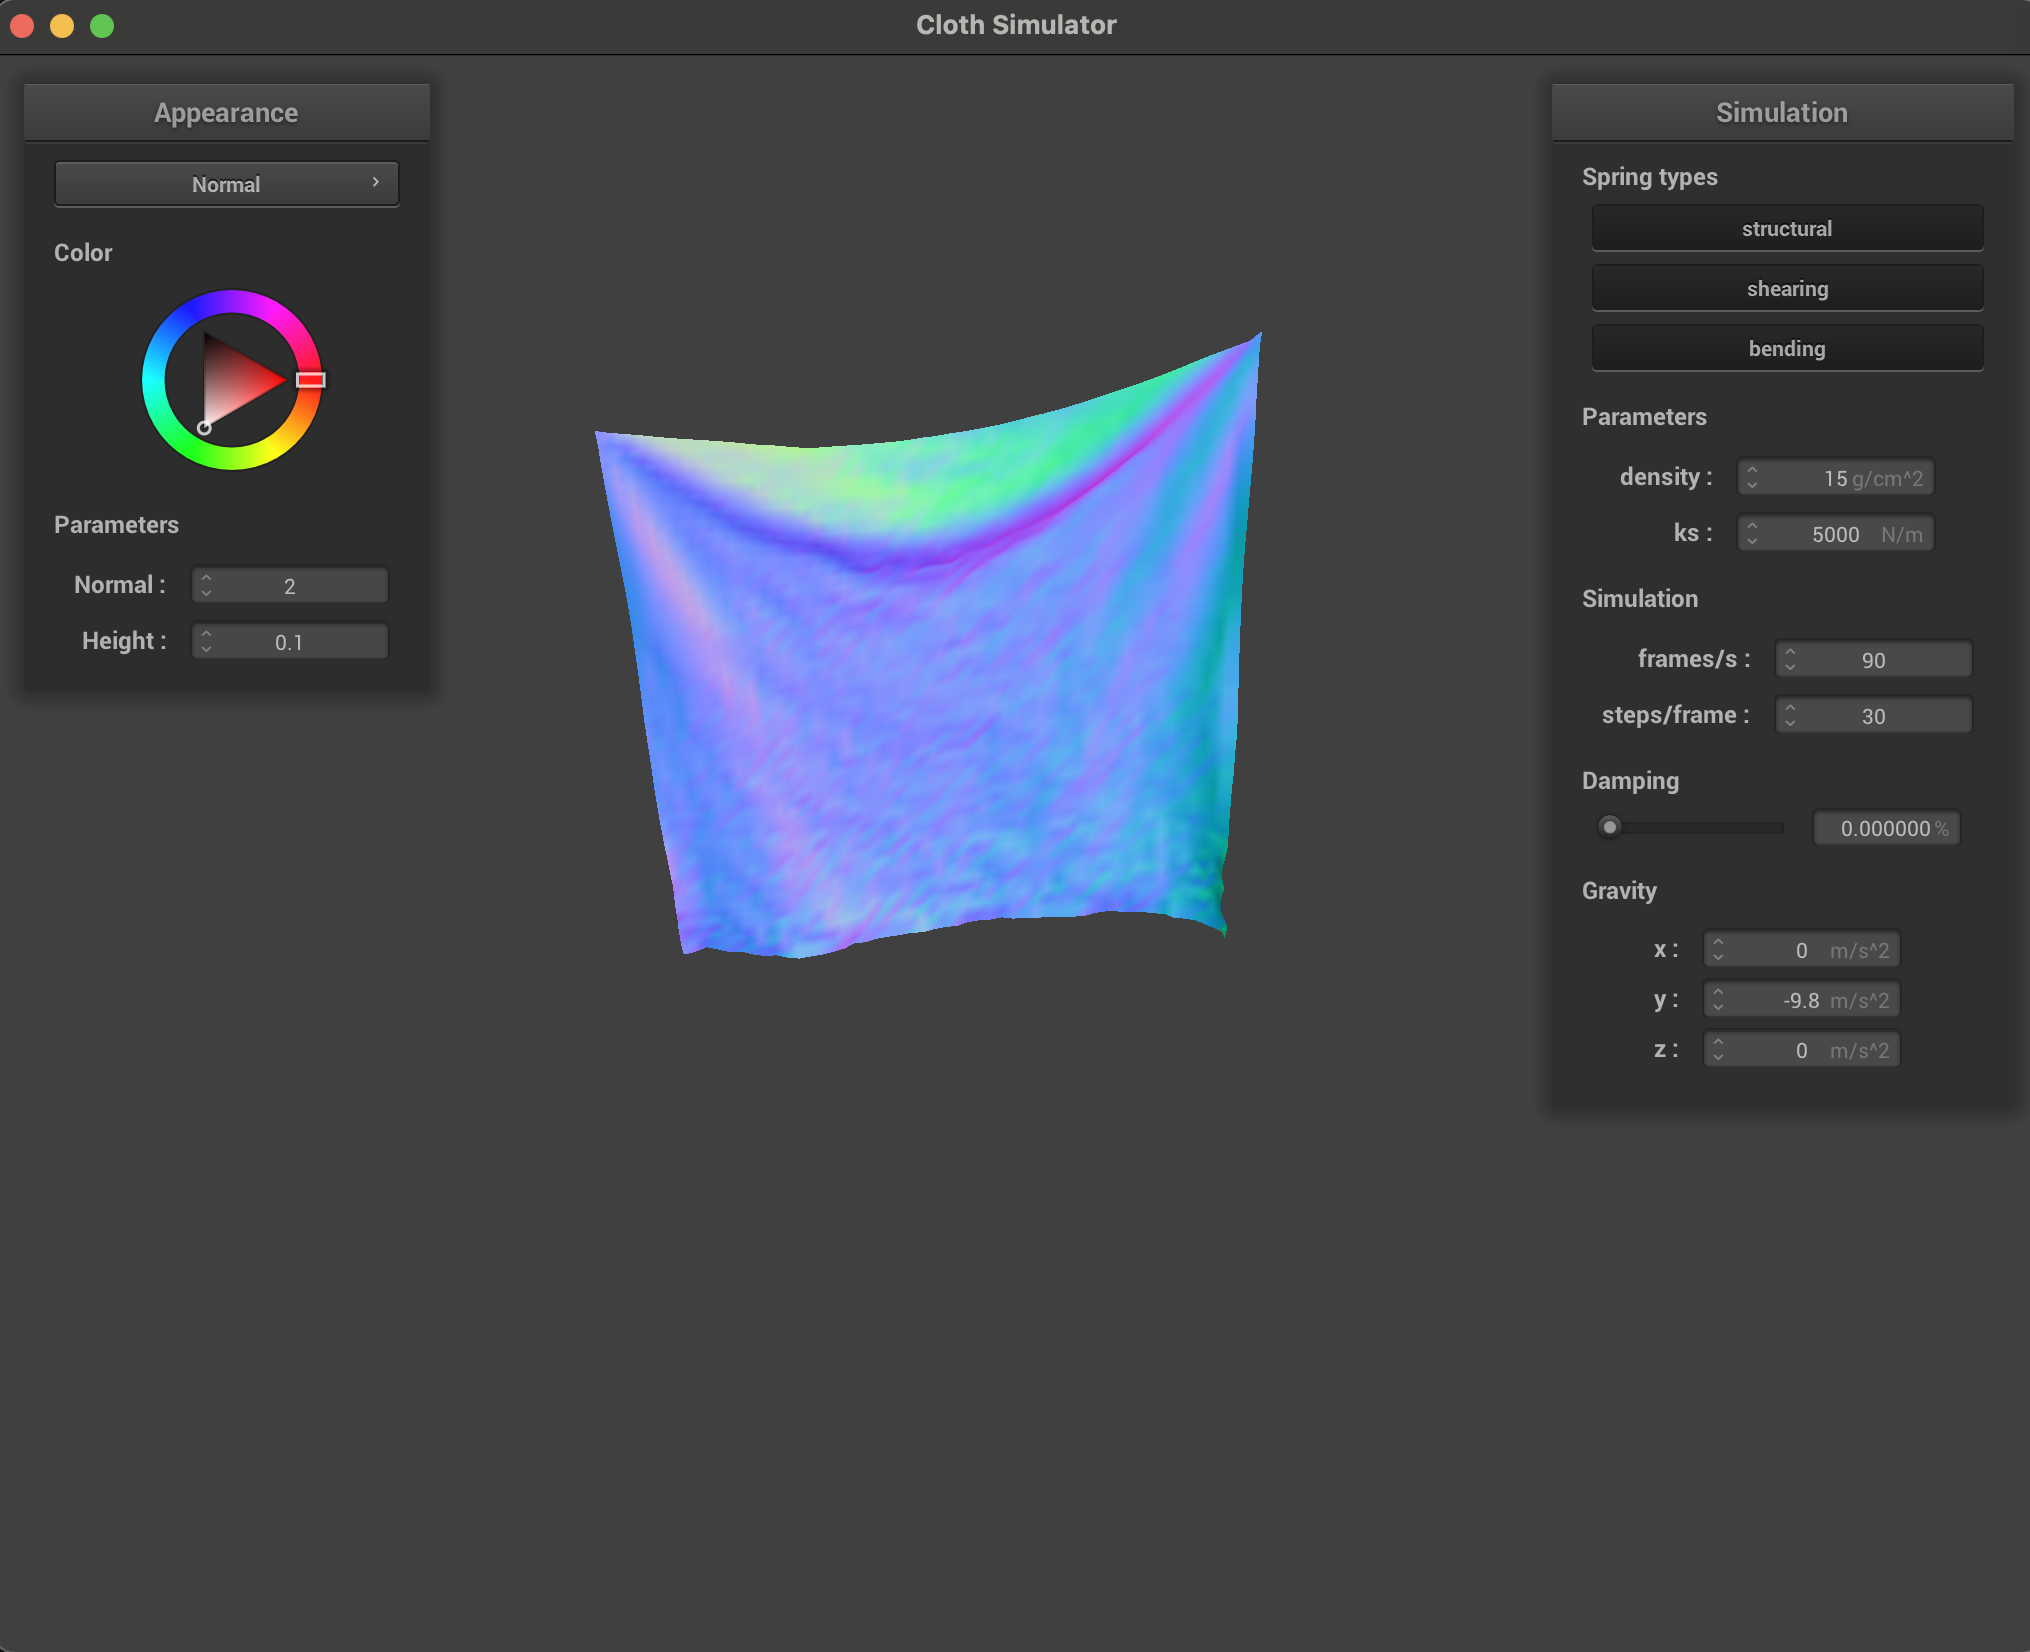 Cloth Simulator
Appearance
Normal
Color
Parameters
Normal : 2
Height : 0.1
Simulation
Spring types
structural
shearing
bending
Parameters
density : 15 g/cm^2
ks : 5000 N/m
Simulation
frames/s : 90
steps/frame : 30
Damping
0.000000 %
Gravity
x : 0 m/s^2
y : -9.8 m/s^2
z : 0 m/s^2